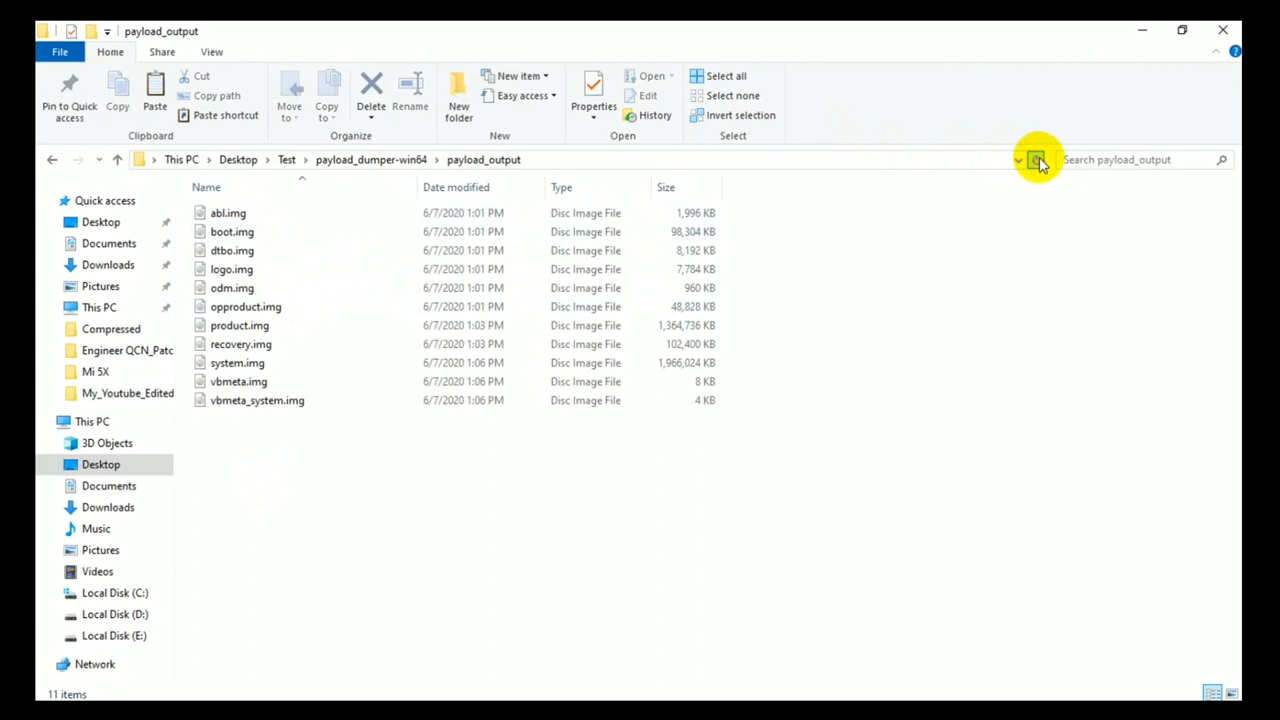 payload_output
File Home Share View
Pin to Quick access
Copy
Paste
Cut
Copy path
Paste shortcut
Move to
Copy to
Delete
Rename
New folder
New item
Easy access
Properties
Open
Edit
History
Select all
Select none
Invert selection
Clipboard Organize New Open Select
This PC Desktop Test payload_dumper-win64 payload_output
Search payload_output
Name Date modified Type Size
abl.img 6/7/2020 1:01 PM Disc Image File 1,996 KB
boot.img 6/7/2020 1:01 PM Disc Image File 98,304 KB
dtbo.img 6/7/2020 1:01 PM Disc Image File 8,192 KB
logo.img 6/7/2020 1:01 PM Disc Image File 7,784 KB
odm.img 6/7/2020 1:01 PM Disc Image File 960 KB
opproduct.img 6/7/2020 1:01 PM Disc Image File 48,828 KB
product.img 6/7/2020 1:03 PM Disc Image File 1,364,736 KB
recovery.img 6/7/2020 1:03 PM Disc Image File 102,400 KB
system.img 6/7/2020 1:06 PM Disc Image File 1,966,024 KB
vbmeta.img 6/7/2020 1:06 PM Disc Image File 8 KB
vbmeta_system.img 6/7/2020 1:06 PM Disc Image File 4 KB
Quick access
Desktop
Documents
Downloads
Pictures
This PC
Compressed
Engineer QCN_Patc
Mi 5X
My_Youtube_Edited
This PC
3D Objects
Desktop
Documents
Downloads
Music
Pictures
Videos
Local Disk (C:)
Local Disk (D:)
Local Disk (E:)
Network
11 items